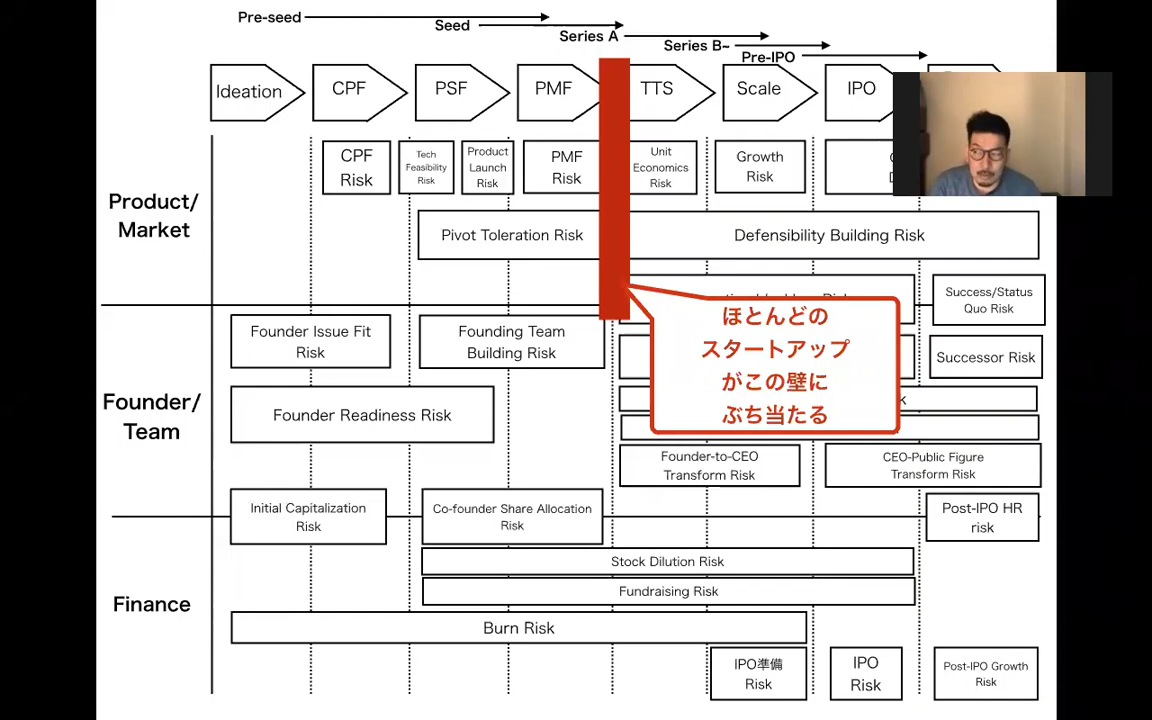 Pre-seed
Seed
Series A
Series B~
Pre-IPO
Ideation
CPF
PSF
PMF
TTS
Scale
IPO
Product/
Market
CPF
Risk
Tech
Feasibility
Risk
Product
Launch
Risk
PMF
Risk
Unit
Economics
Risk
Growth
Risk
Pivot Toleration Risk
Defensibility Building Risk
Success/Status
Quo Risk
ほとんどの
スタートアップ
がこの壁に
ぶち当たる
Founder/
Team
Founder Issue Fit
Risk
Founding Team
Building Risk
Successor Risk
Founder Readiness Risk
Founder-to-CEO
Transform Risk
CEO-Public Figure
Transform Risk
Post-IPO HR
risk
Finance
Initial Capitalization
Risk
Co-founder Share Allocation
Risk
Stock Dilution Risk
Fundraising Risk
Burn Risk
IPO準備
Risk
IPO
Risk
Post-IPO Growth
Risk